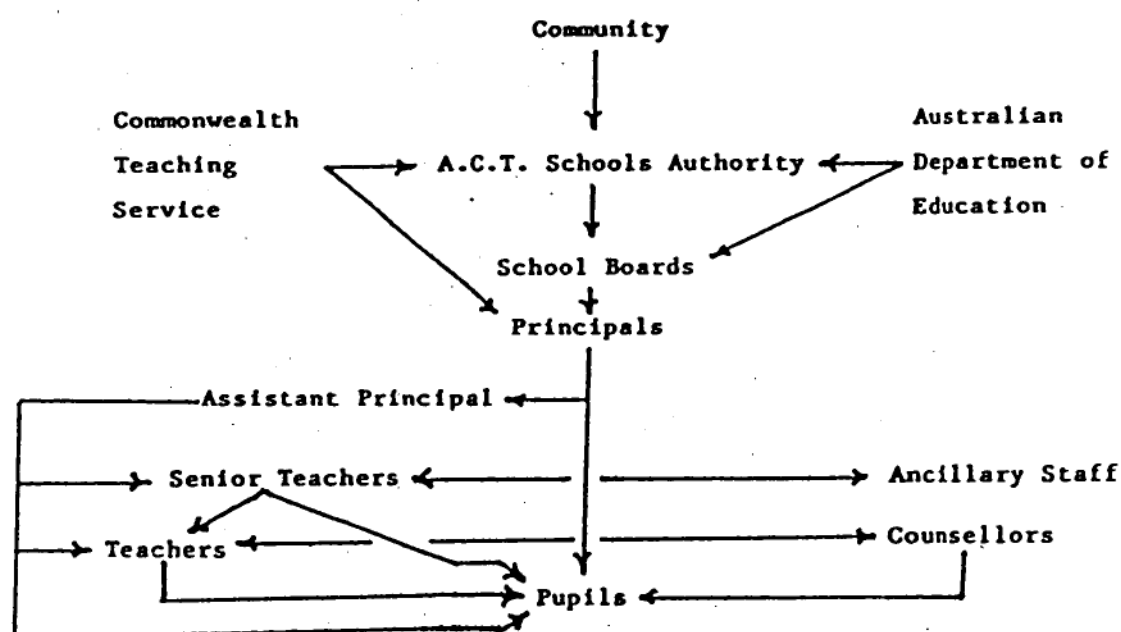 Community
Commonwealth
Teaching
Service
A.C.T. Schools Authority
Australian
Department of
Education
School Boards
Principals
Assistant Principal
Senior Teachers
Ancillary Staff
Teachers
Counsellors
Pupils